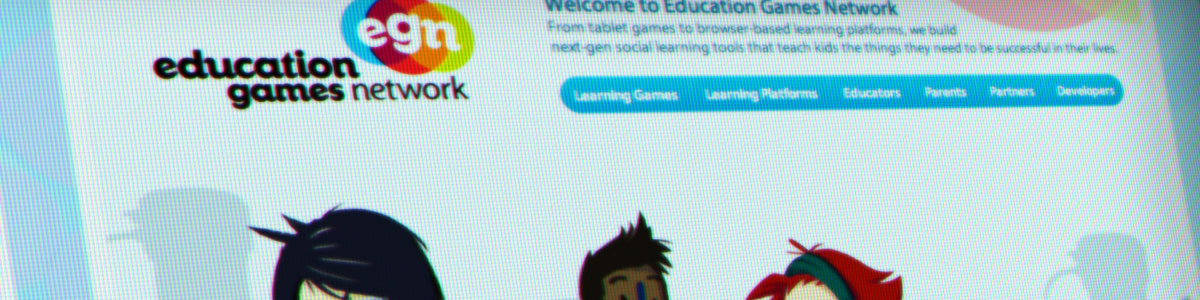 egn
education
games network
Welcome to Education Games Network
From tablet games to browser-based learning platforms, we build
next-gen social learning tools that teach kids the things they need to be successful in their lives.
Learning Games Learning Platforms Educators Parents Partners Developers